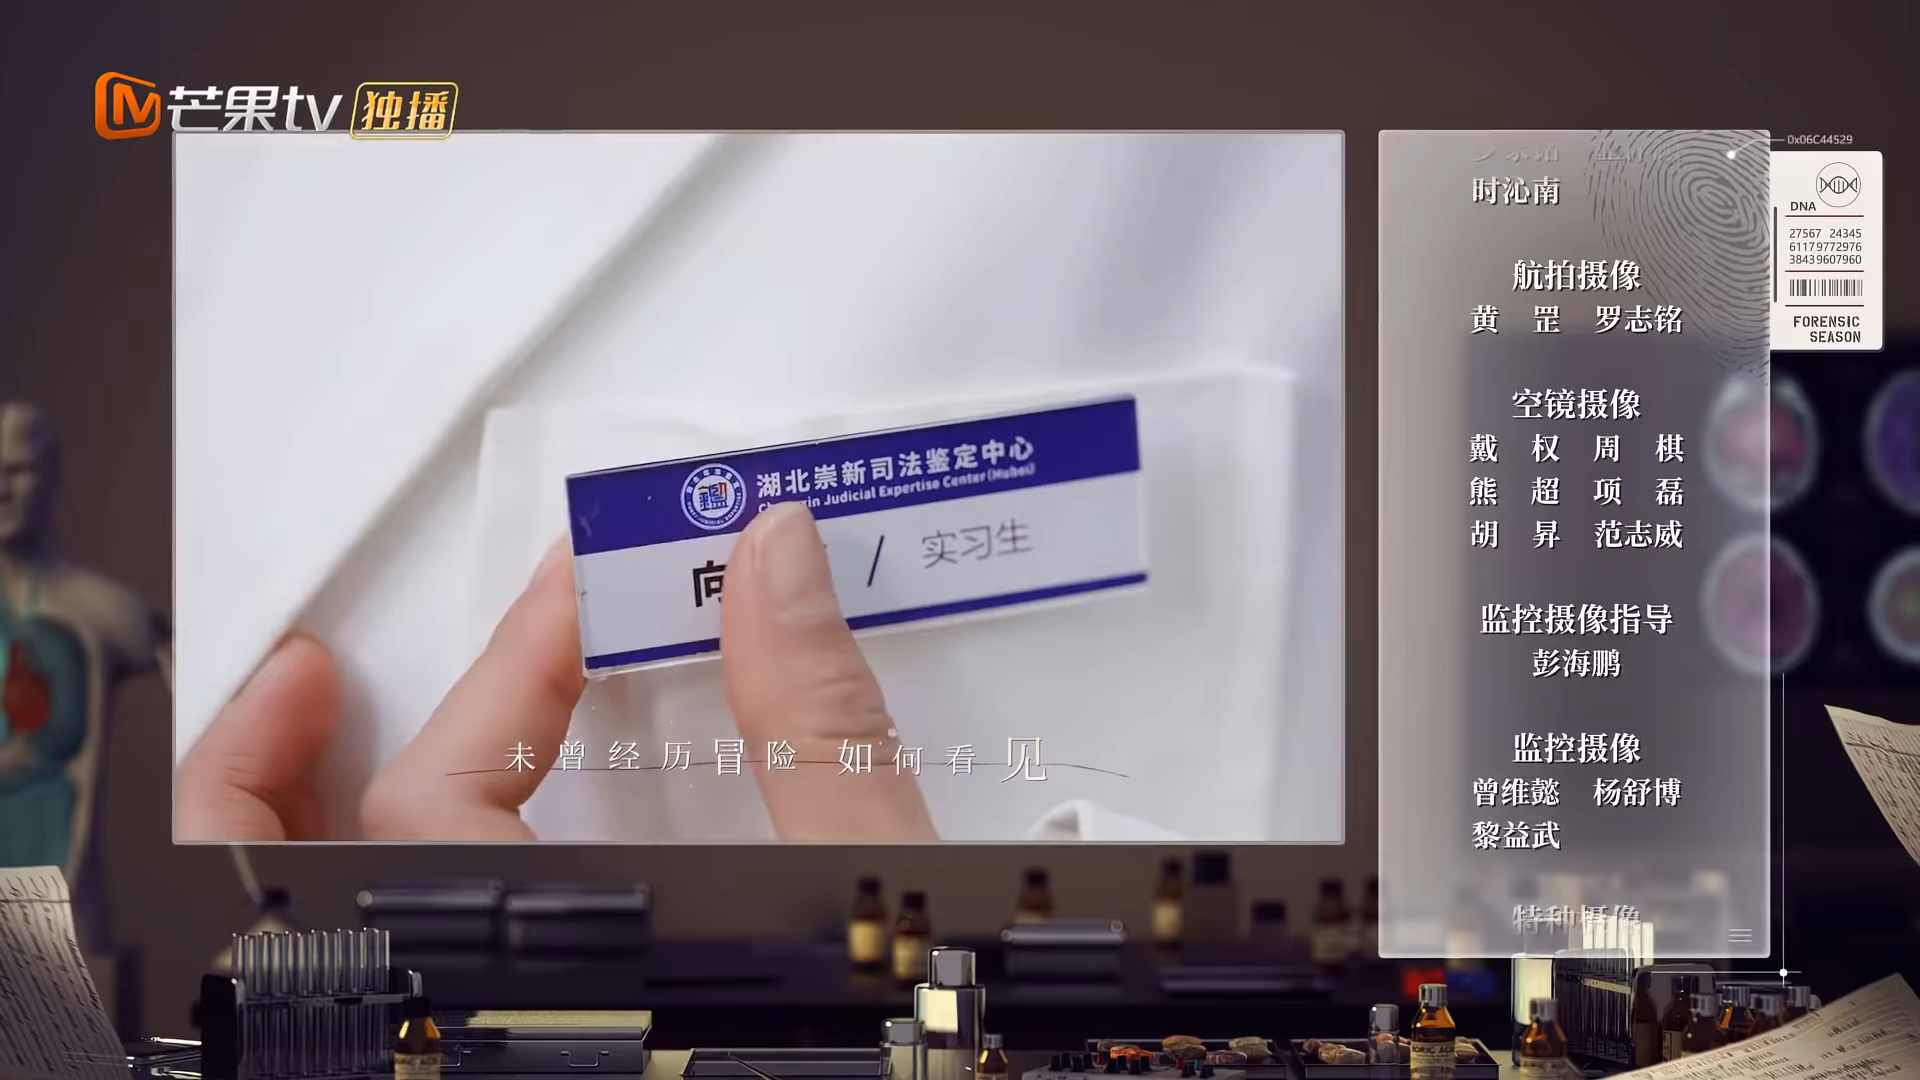 芒果tv 独播
湖北崇新司法鉴定中心
Judicial Expertise Center (Hubei)
向 / 实习生
未曾经历冒险 如何看见
时沁南
航拍摄像
黄 罡 罗志铭
空镜摄像
戴 权 周 棋
熊 超 项 磊
胡 昇 范志威
监控摄像指导
彭海鹏
监控摄像
曾维懿 杨舒博
黎益武
特种摄像
0x06C44529
DNA
27567 24345
61179772976
38439607960
FORENSIC
SEASON